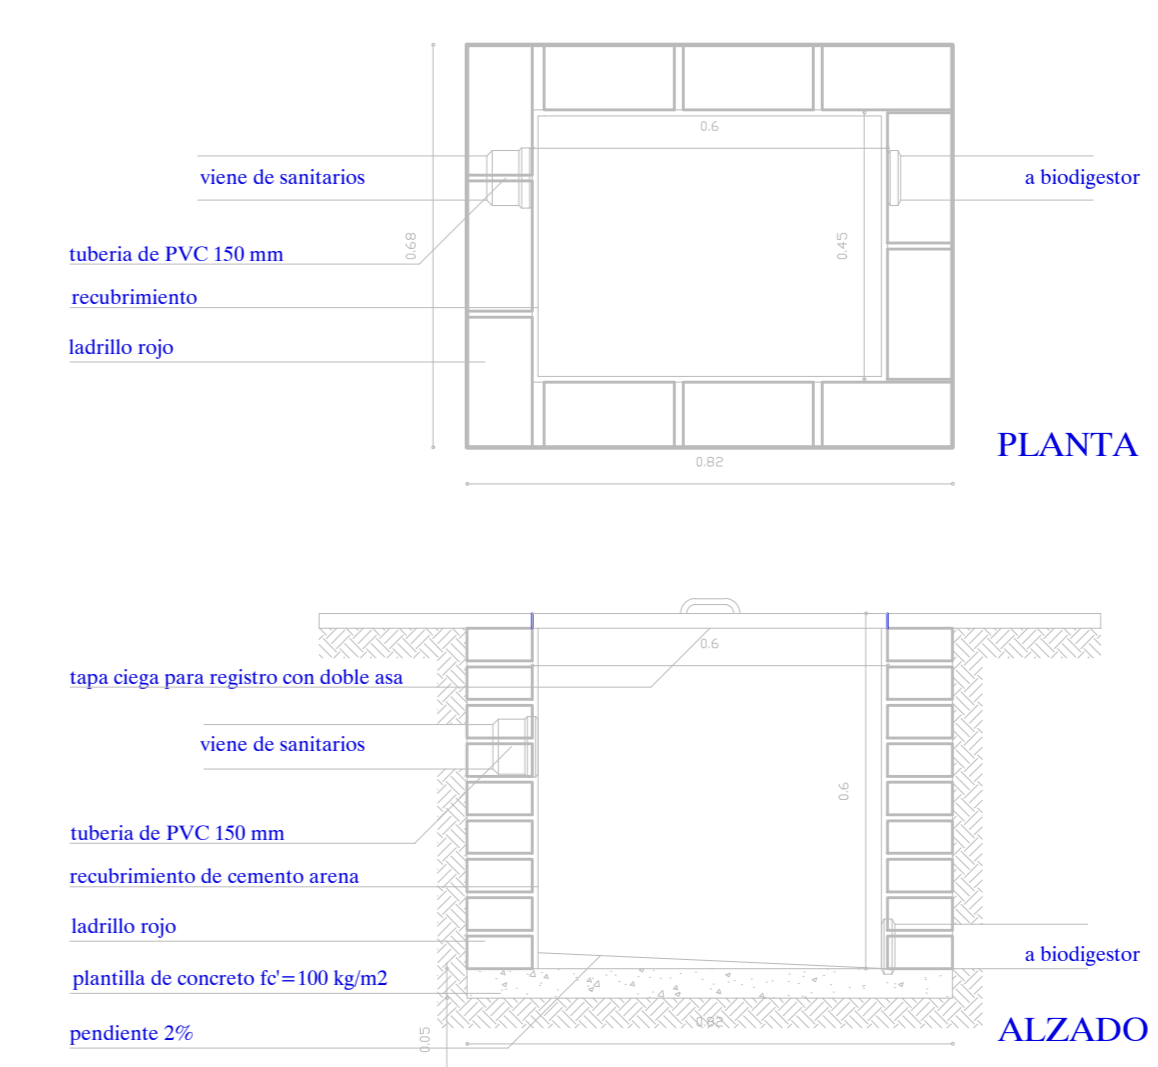 0.6
viene de sanitarios
a biodigestor
0.68
0.45
tuberia de PVC 150 mm
recubrimiento
ladrillo rojo
PLANTA
0.82
0.6
tapa ciega para registro con doble asa
viene de sanitarios
0.6
tuberia de PVC 150 mm
recubrimiento de cemento arena
ladrillo rojo
a biodigestor
plantilla de concreto fc'=100 kg/m2
0.82
ALZADO
pendiente 2%
0.05